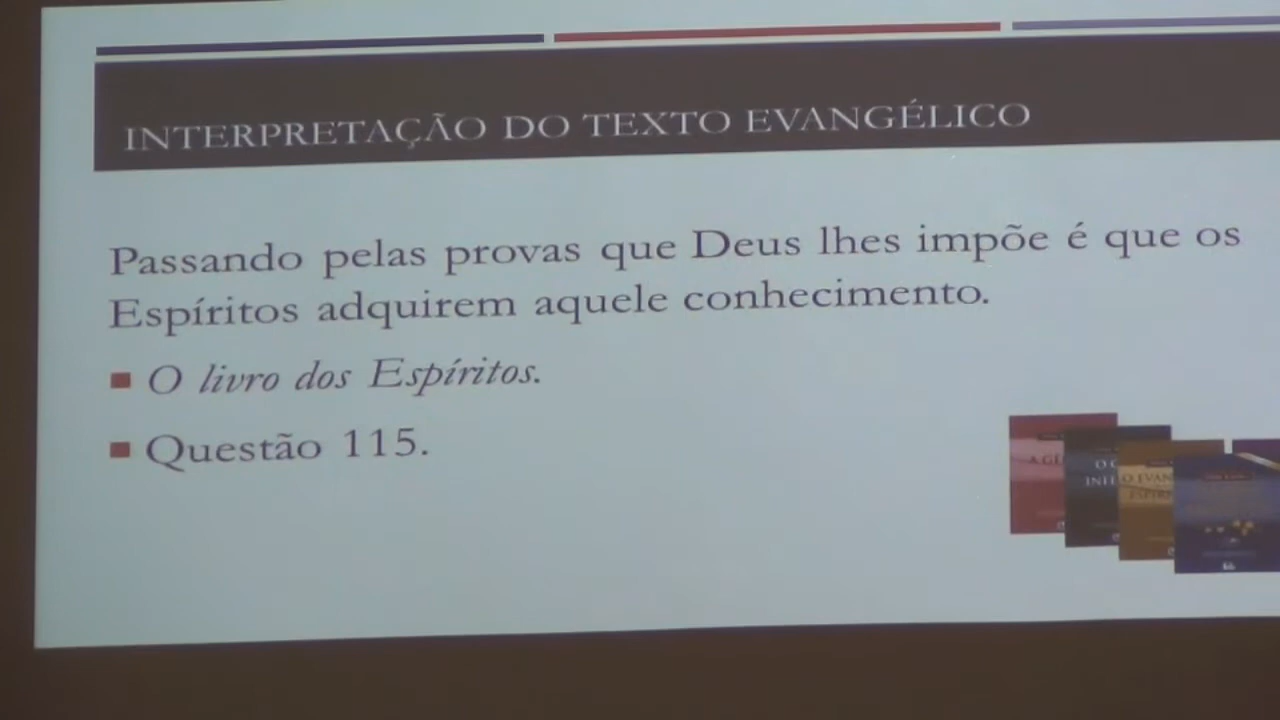 INTERPRETAÇÃO DO TEXTO EVANGÉLICO
Passando pelas provas que Deus lhes impõe é que os
Espíritos adquirem aquele conhecimento.
O livro dos Espíritos.
Questão 115.